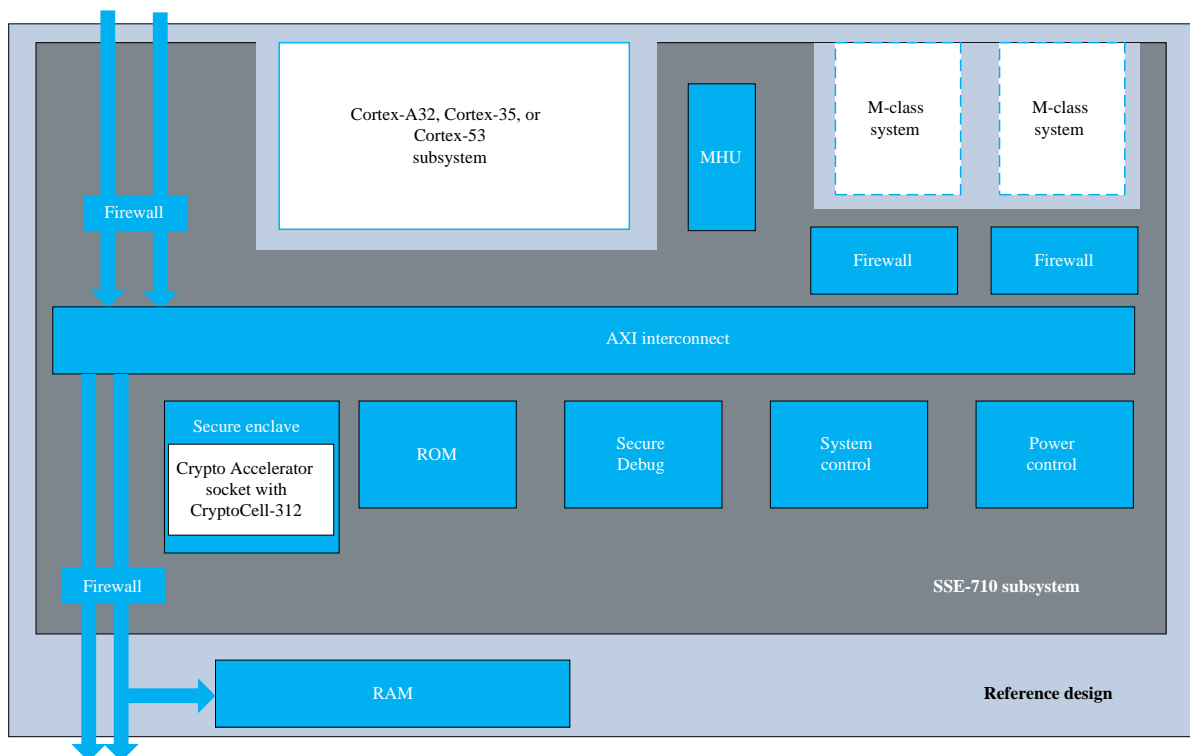 Cortex-A32, Cortex-35, or
Cortex-53
subsystem
MHU
M-class
system
M-class
system
Firewall
Firewall
Firewall
AXI interconnect
Secure enclave
Crypto Accelerator
socket with
CryptoCell-312
ROM
Secure
Debug
System
control
Power
control
Firewall
SSE-710 subsystem
RAM
Reference design